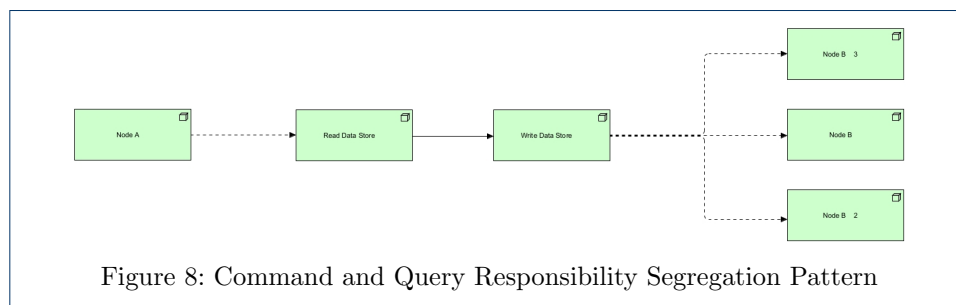 Node B 3
Node A
Read Data Store
Write Data Store
Node B
Node B 2
Figure 8: Command and Query Responsibility Segregation Pattern